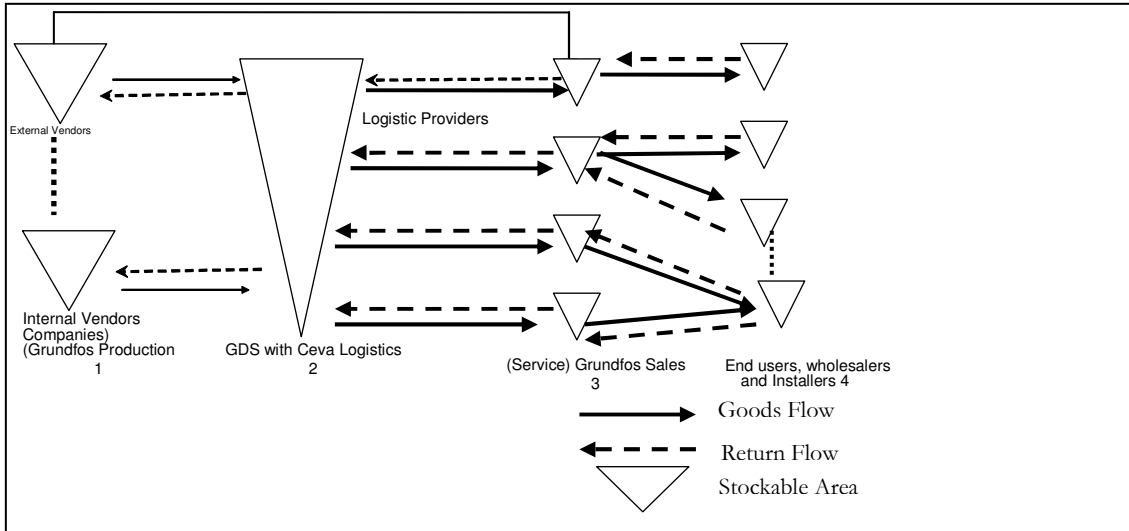 Logistic Providers
External Vendors
Internal Vendors
Companies)
(Grundfos Production
1
GDS with Ceva Logistics
2
(Service) Grundfos Sales
3
End users, wholesalers
and Installers 4
Goods Flow
Return Flow
Stockable Area